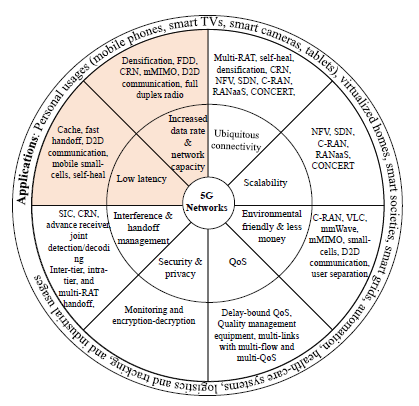 Applications: Personal usages (mobile phones, smart TVs, smart cameras, tablets), virtualized homes, smart societies, smart grids, automation, health-care systems, logistics and tracking and industrial usages
Densification, FDD,
CRN, mMIMO, D2D
communication, full
duplex radio
Multi-RAT, self-heal,
densification, CRN,
NFV, SDN, C-RAN,
RANaaS, CONCERT,
Cache, fast
handoff, D2D
communication,
mobile small-
cells, self-heal
Increased
data rate
& network
capacity
Ubiquitous
connectivity
NFV, SDN,
C-RAN,
RANaaS,
CONCERT
Low latency
Scalability
5G
Networks
SIC, CRN,
advance receiver,
joint
detection/decodi
ng
Inter-tier, intra-
tier, and
multi-RAT
handoff,
Interference &
handoff
management
Environmental
friendly & less
money
C-RAN, VLC,
mmWave,
mMIMO, small-
cells, D2D
communication,
user separation
Security &
privacy
QoS
Monitoring and
encryption-decryption
Delay-bound QoS,
Quality management
equipment, multi-links
with multi-flow and
multi-QoS